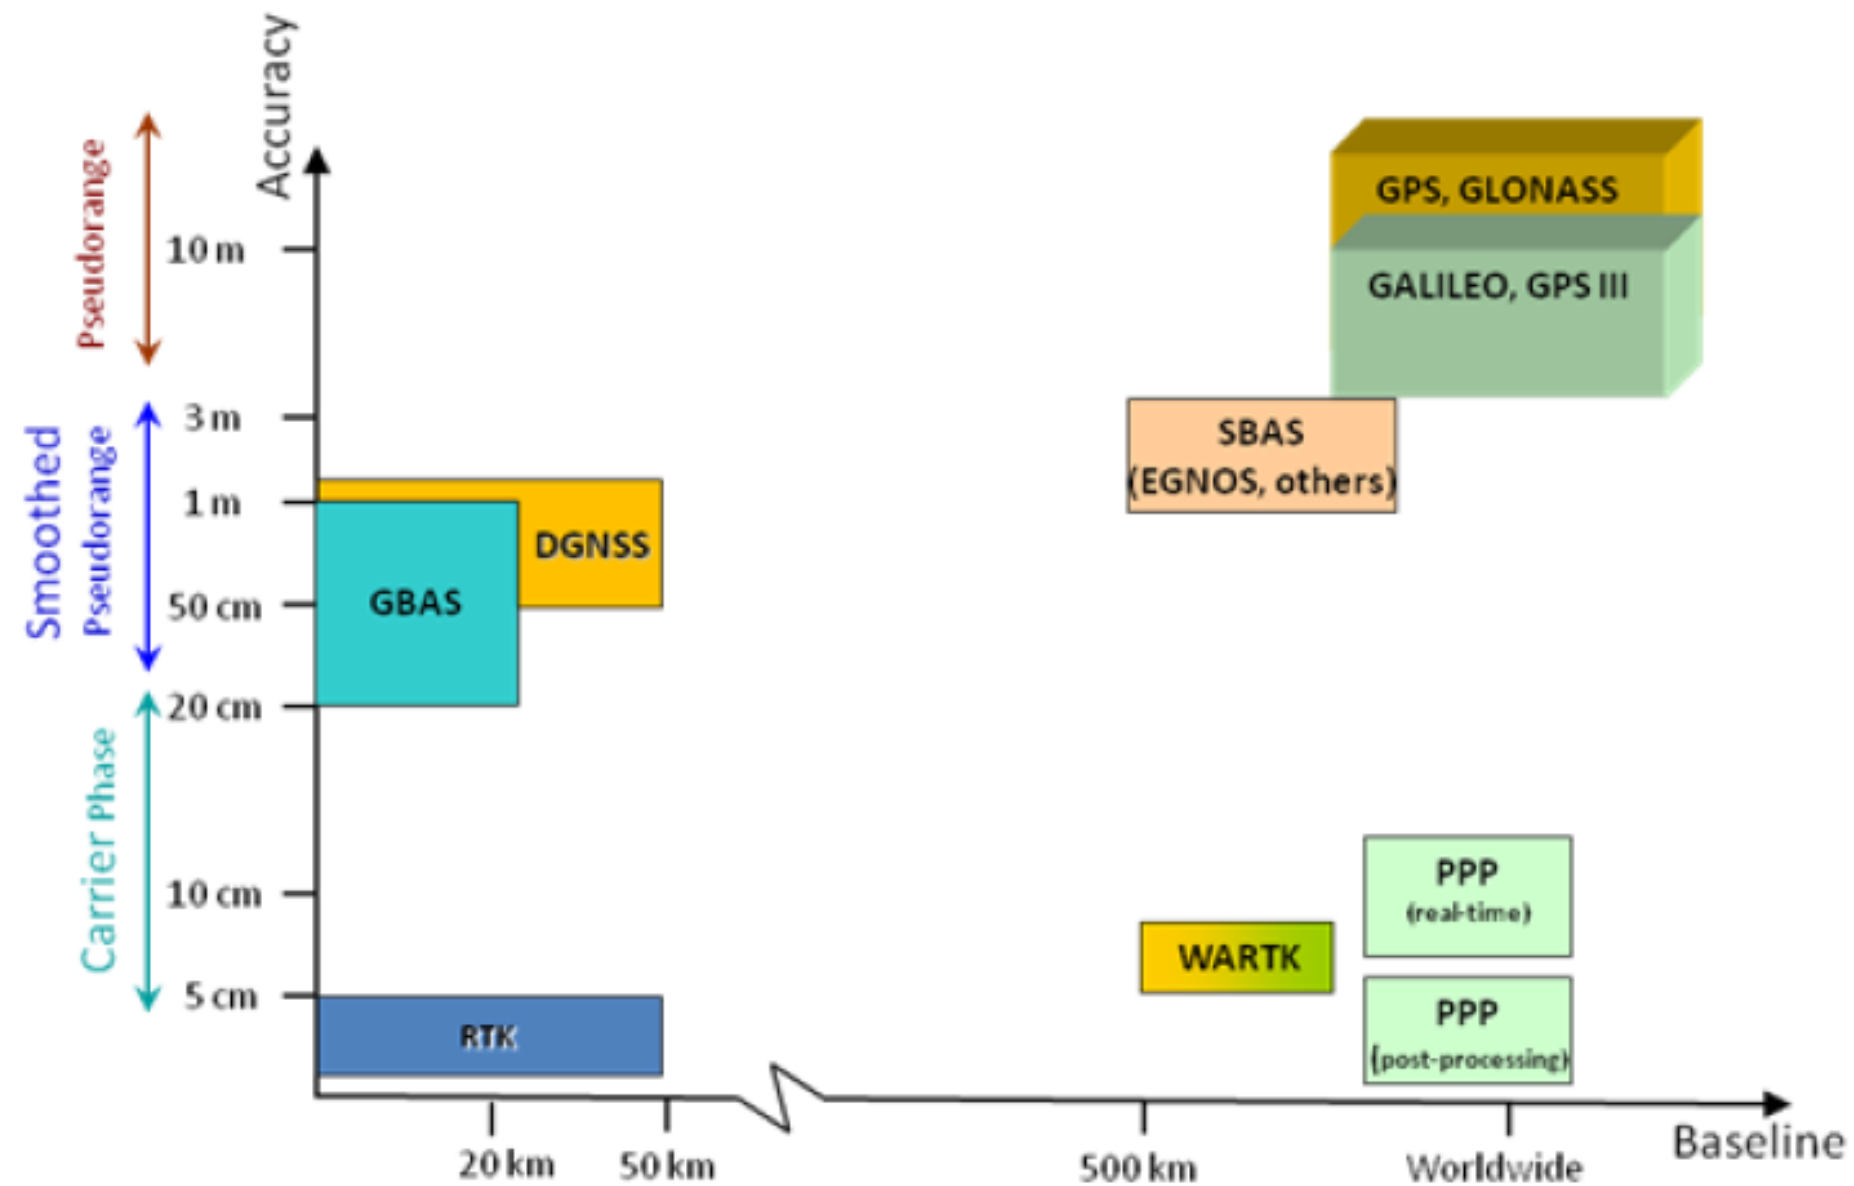 Accuracy
Pseudorange
Smoothed
Pseudorange
Carrier Phase
10 m
3 m
1 m
50 cm
20 cm
10 cm
5 cm
GPS, GLONASS
GALILEO, GPS III
SBAS
(EGNOS, others)
DGNSS
GBAS
PPP
(real-time)
WARTK
PPP
(post-processing)
RTK
20 km
50 km
500 km
Worldwide
Baseline